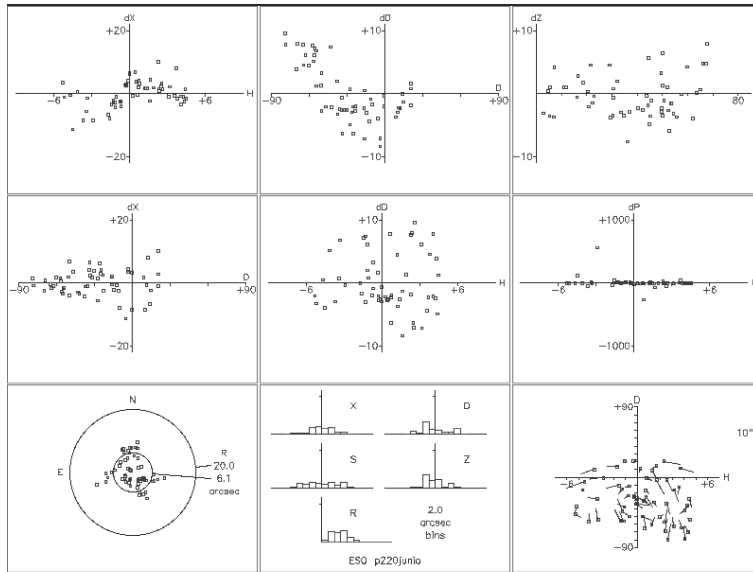 dX
+20
-6
+6
H
-20
dD
+10
-90
D
+90
-10
dZ
+10
80
-10
dX
+20
-90
D
+90
-20
dD
+10
-6
+6
H
-10
dP
+1000
-6
+6
-1000
N
E
R
20.0
6.1
arcsec
X
D
S
Z
R
2.0
arcsec
bins
ESO p220junio
D
+90
10"
-6
+6
H
-90